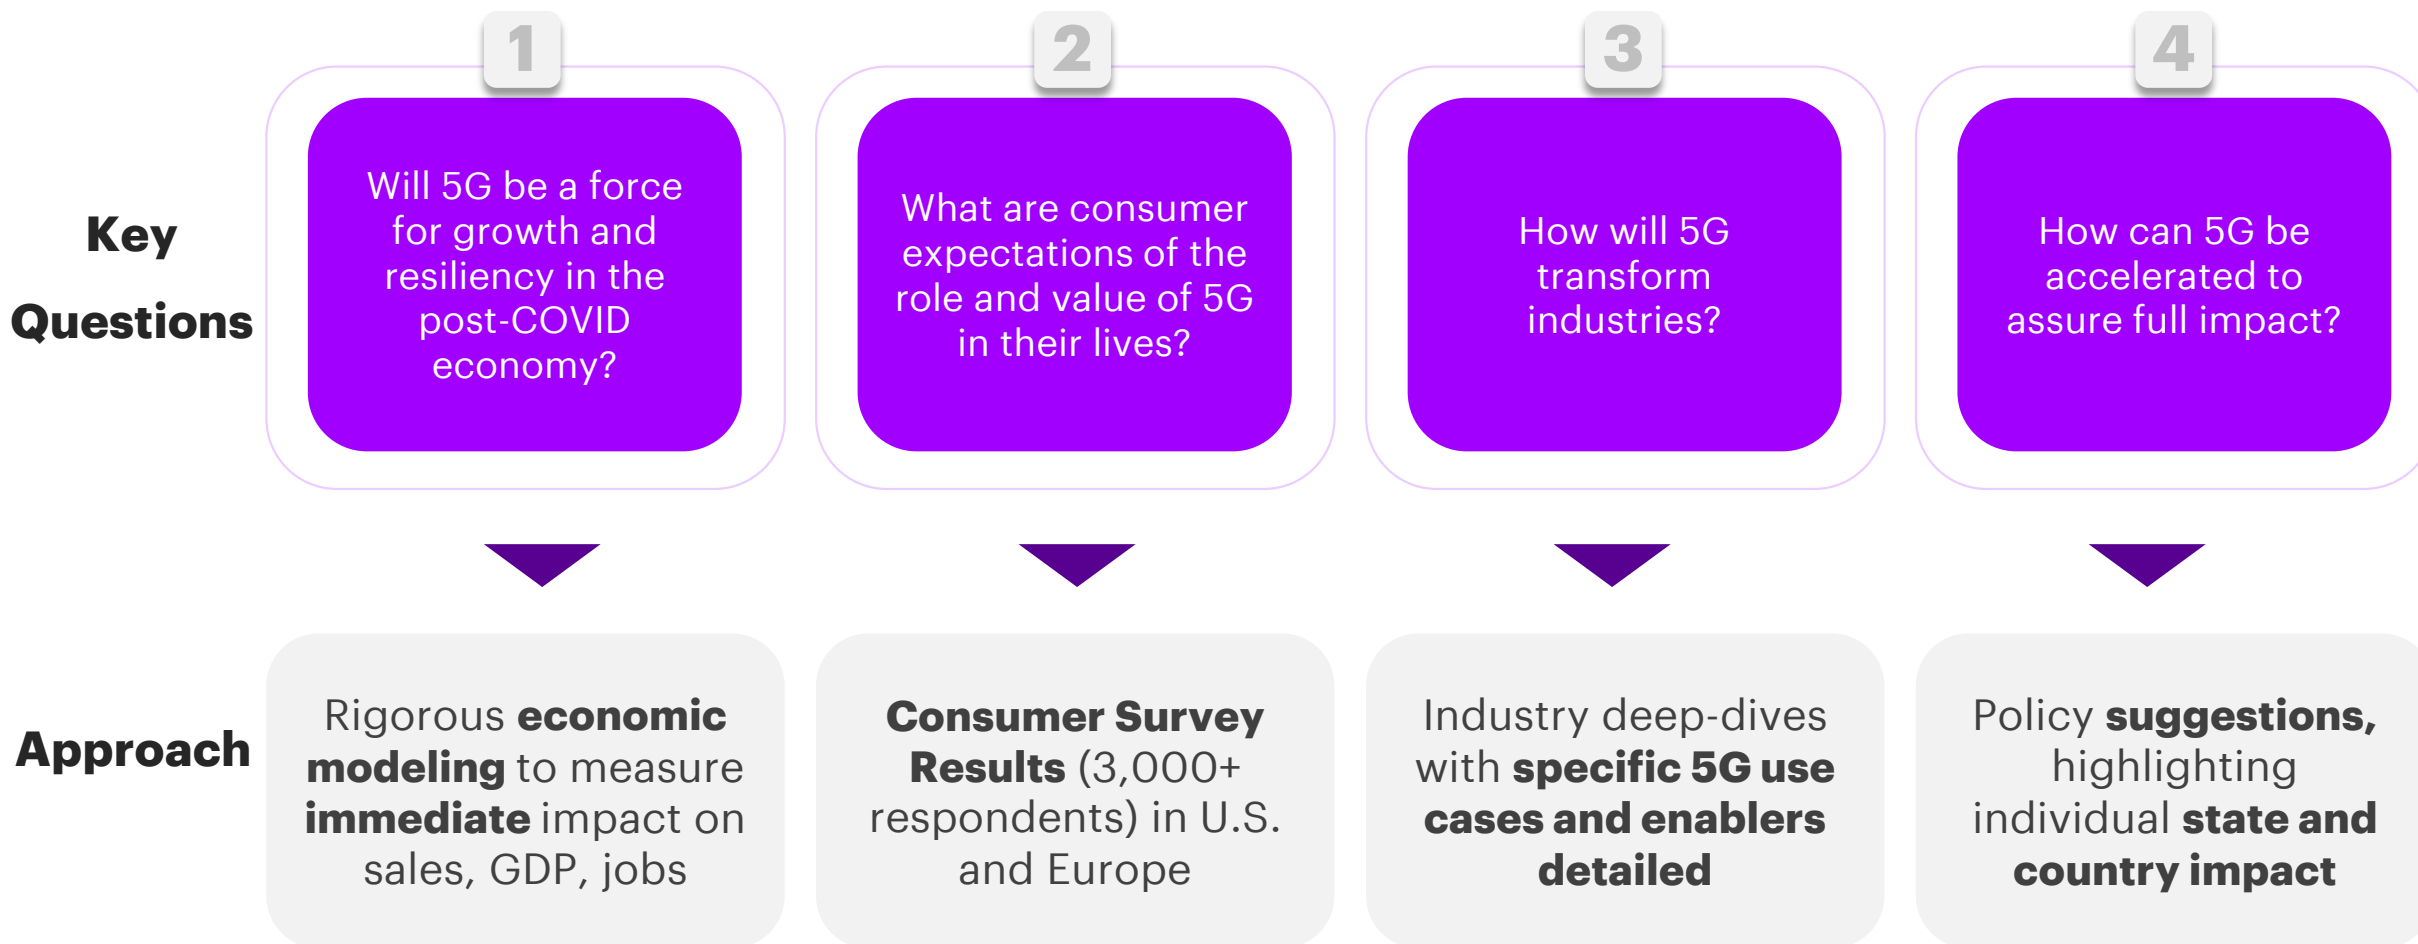 1
2
3
4
Key
Questions
Will 5G be a force
for growth and
resiliency in the
post-COVID
economy?
What are consumer
expectations of the
role and value of 5G
in their lives?
How will 5G
transform
industries?
How can 5G be
accelerated to
assure full impact?
Approach
Rigorous economic
modeling to measure
immediate impact on
sales, GDP, jobs
Consumer Survey
Results (3,000+
respondents) in U.S.
and Europe
Industry deep-dives
with specific 5G use
cases and enablers
detailed
Policy suggestions,
highlighting
individual state and
country impact